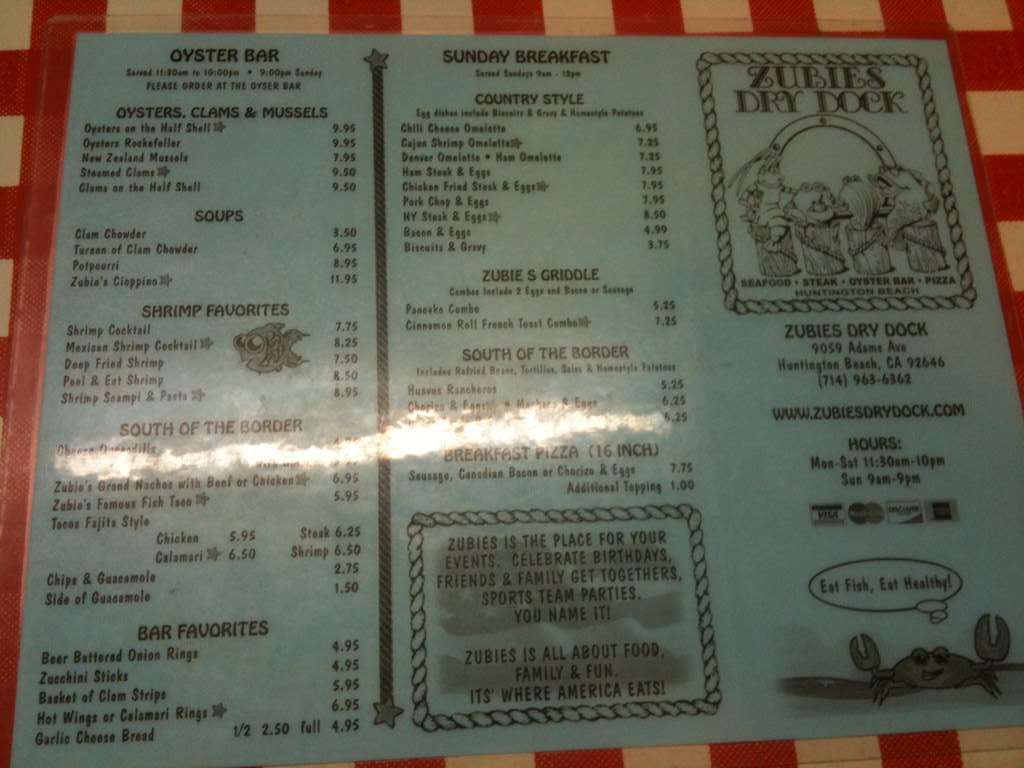 OYSTER BAR
Served 11:30am to 10:00pm • 9:00pm Sunday
PLEASE ORDER AT THE OYSER BAR
OYSTERS, CLAMS & MUSSELS
Oysters on the Half Shell 9.95
Oysters Rockefeller 9.95
New Zealand Mussels 7.95
Steamed Clams 9.50
Clams on the Half Shell 9.50
SOUPS
Clam Chowder 3.50
Tureen of Clam Chowder 6.95
Potpourri 8.95
Zubie's Cioppino 11.95
SHRIMP FAVORITES
Shrimp Cocktail 7.75
Mexican Shrimp Cocktail 8.25
Deep Fried Shrimp 7.50
Peel & Eat Shrimp 8.50
Shrimp Scampi & Pasta 8.95
SOUTH OF THE BORDER
Cheese Quesadilla
Zubie's Grand Nachos with Beef or Chicken 6.95
Zubie's Famous Fish Taco 5.95
Tacos Fajita Style
Chicken 5.95 Steak 6.25
Calamari 6.50 Shrimp 6.50
Chips & Guacamole 2.75
Side of Guacamole 1.50
BAR FAVORITES
Beer Battered Onion Rings 4.95
Zucchini Sticks 4.95
Basket of Clam Strips 5.95
Hot Wings or Calamari Rings 6.95
Garlic Cheese Bread 1/2 2.50 full 4.95
SUNDAY BREAKFAST
Served Sundays 9am - 12pm
COUNTRY STYLE
Egg dishes include Biscuits & Gravy & Homestyle Potatoes
Chili Cheese Omelette 6.95
Cajun Shrimp Omelette 7.25
Denver Omelette • Ham Omelette 7.25
Ham Steak & Eggs 7.95
Chicken Fried Steak & Eggs 7.95
Pork Chop & Eggs 7.95
NY Steak & Eggs 8.50
Bacon & Eggs 4.99
Biscuits & Gravy 3.75
ZUBIE S GRIDDLE
Combos Include 2 Eggs and Bacon or Sausage
Pancake Combo 5.25
Cinnamon Roll French Toast Combo 7.25
SOUTH OF THE BORDER
Includes Refried Beans, Tortillas, Salsa & Homestyle Potatoes
Huevos Rancheros 5.25
Chorizo & Eggs • Machaca & Eggs 6.25
6.25
BREAKFAST PIZZA (16 INCH)
Sausage, Canadian Bacon or Chorizo & Eggs 7.75
Additional Topping 1.00
ZUBIES IS THE PLACE FOR YOUR
EVENTS. CELEBRATE BIRTHDAYS,
FRIENDS & FAMILY GET TOGETHERS,
SPORTS TEAM PARTIES.
YOU NAME IT!
ZUBIES IS ALL ABOUT FOOD,
FAMILY & FUN.
ITS' WHERE AMERICA EATS!
ZUBIES
DRY DOCK
SEAFOOD • STEAK • OYSTER BAR • PIZZA
HUNTINGTON BEACH
ZUBIES DRY DOCK
9059 Adams Ave
Huntington Beach, CA 92646
(714) 963-6362
WWW.ZUBIESDRYDOCK.COM
HOURS:
Mon-Sat 11:30am-10pm
Sun 9am-9pm
VISA MasterCard DISCOVER
Eat Fish, Eat Healthy!